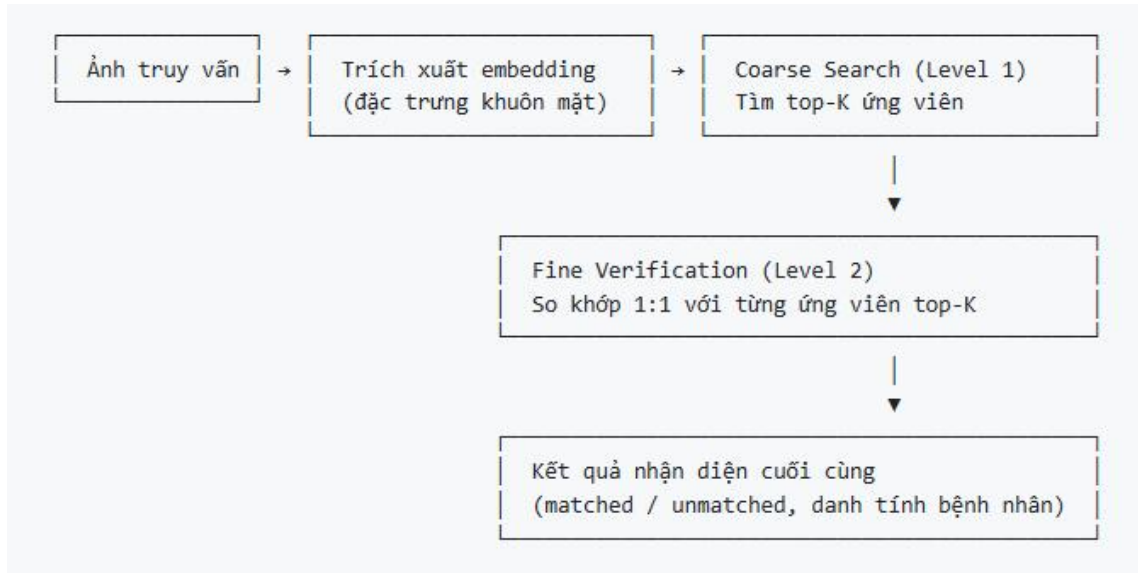 Ảnh truy vấn → Trích xuất embedding → Coarse Search (Level 1)
(đặc trưng khuôn mặt) Tìm top-K ứng viên
▼
Fine Verification (Level 2)
So khớp 1:1 với từng ứng viên top-K
▼
Kết quả nhận diện cuối cùng
(matched / unmatched, danh tính bệnh nhân)